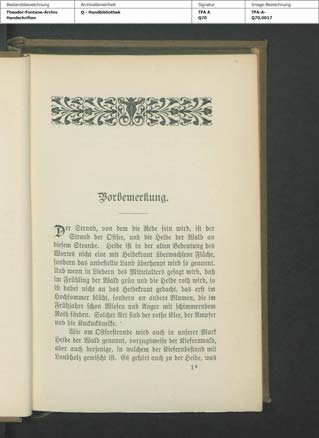 Bestandsbezeichnung Archivalieneinheit Signatur Image-Bezeichnung
Theodor-Fontane-Archiv Q - Handbibliothek TFA A TFA-A-
Handschriften Q70 Q70,0017
Vorbemerkung.
Der Strand, von dem die Rede sein wird, ist der
Strand der Ostsee, und die Heide der Wald an
diesem Strande. Heide ist in der alten Bedeutung des
Wortes nicht eine mit Heidekraut überwachsene Fläche,
sondern das unbestellte Land überhaupt wird so genannt.
Und wenn in Liedern des Mittelalters gesagt wird, daß
im Frühling der Wald grün und die Heide roth wird, so
ist dabei nicht an das Heidekraut gedacht, das erst im
Hochsommer blüht, sondern an andere Blumen, die im
Frühjahr schon Wiesen und Anger mit schimmerndem
Roth färben. Solcher Art sind der rothe Klee, der Ampfer
und die Kuckucksnelke.
Wie am Ostseestrande wird auch in unserer Mark
Heide der Wald genannt, vorzugsweise der Kiefernwald,
aber auch derjenige, in welchem der Kiefernbestand mit
Laubholz gemischt ist. Es gehört auch zu der Heide, was
1*